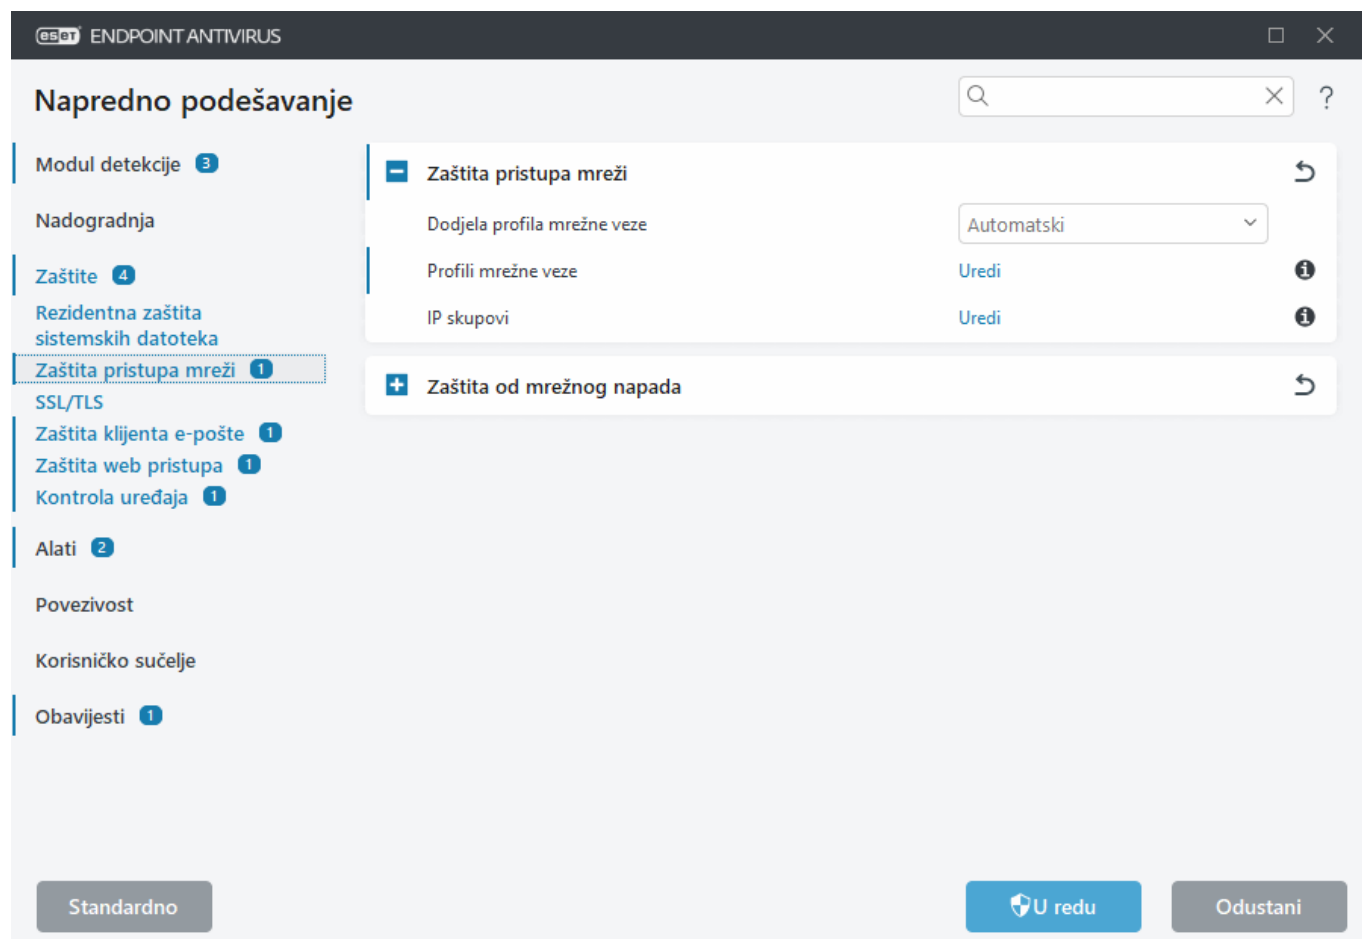 eset ENDPOINT ANTIVIRUS
Napredno podešavanje
?
Modul detekcije 3
Nadogradnja
Zaštite 4
Rezidentna zaštita
sistemskih datoteka
Zaštita pristupa mreži 1
SSL/TLS
Zaštita klijenta e-pošte 1
Zaštita web pristupa 1
Kontrola uređaja 1
Alati 2
Povezivost
Korisničko sučelje
Obavijesti 1
Zaštita pristupa mreži
Dodjela profila mrežne veze Automatski
Profili mrežne veze Uredi
IP skupovi Uredi
Zaštita od mrežnog napada
Standardno
U redu
Odustani